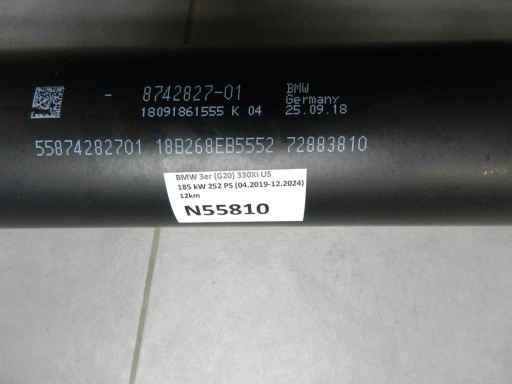 - 8742827-01 BMW
Germany
18091861555 K 04 25.09.18
55874282701 18B268EB5552 72883810
BMW 3er (G20) 330XI U5
185 kW 252 PS (04.2019-12.2024)
12km
N55810